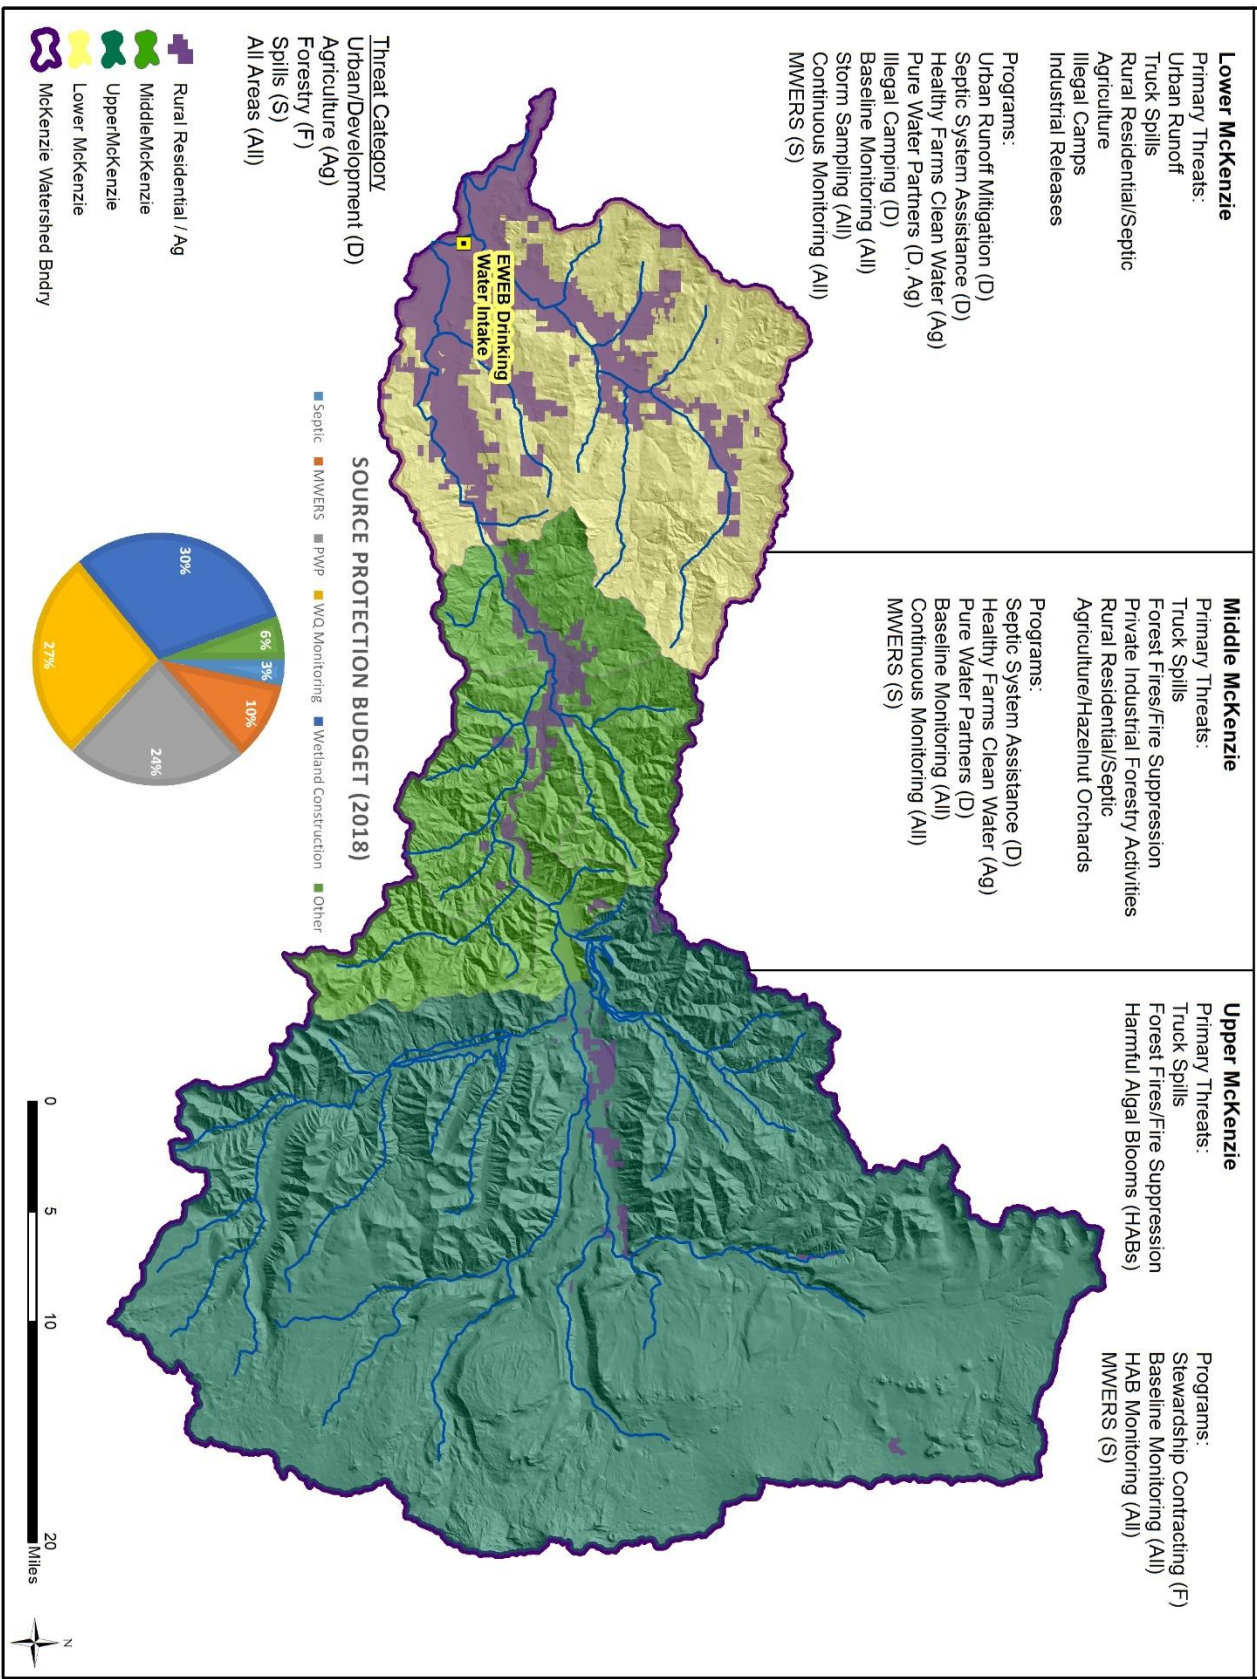 Lower McKenzie
Primary Threats:
Urban Runoff
Truck Spills
Rural Residential/Septic
Agriculture
Illegal Camps
Industrial Releases
Programs:
Urban Runoff Mitigation (D)
Septic System Assistance (D)
Healthy Farms Clean Water (Ag)
Pure Water Partners (D, Ag)
Illegal Camping (D)
Baseline Monitoring (All)
Storm Sampling (All)
Continuous Monitoring (All)
MWERS (S)
Middle McKenzie
Primary Threats:
Truck Spills
Forest Fires/Fire Suppression
Private Industrial Forestry Activities
Rural Residential/Septic
Agriculture/Hazelnut Orchards
Programs:
Septic System Assistance (D)
Healthy Farms Clean Water (Ag)
Pure Water Partners (D)
Baseline Monitoring (All)
Continuous Monitoring (All)
MWERS (S)
Upper McKenzie
Primary Threats:
Truck Spills
Forest Fires/Fire Suppression
Harmful Algal Blooms (HABs)
Programs:
Stewardship Contracting (F)
Baseline Monitoring (All)
HAB Monitoring (All)
MWERS (S)
EWEB Drinking
Water Intake
Threat Category
Urban/Development (D)
Agriculture (Ag)
Forestry (F)
Spills (S)
All Areas (All)
Rural Residential / Ag
MiddleMcKenzie
UpperMcKenzie
Lower McKenzie
McKenzie Watershed Bndry
SOURCE PROTECTION BUDGET (2018)
Septic MWERS PWP WQ Monitoring Wetland Construction Other
3%
10%
24%
27%
30%
6%
0 5 10 20
Miles
N